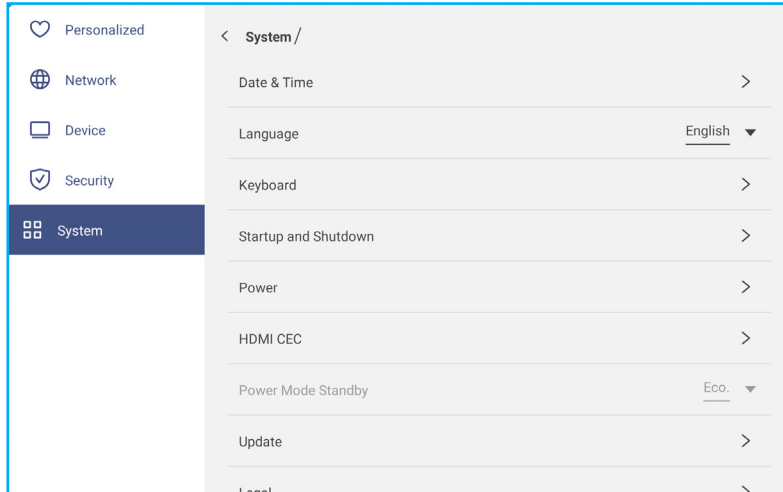 Personalized
Network
Device
Security
System
System /
Date & Time
Language English
Keyboard
Startup and Shutdown
Power
HDMI CEC
Power Mode Standby Eco.
Update
Legal